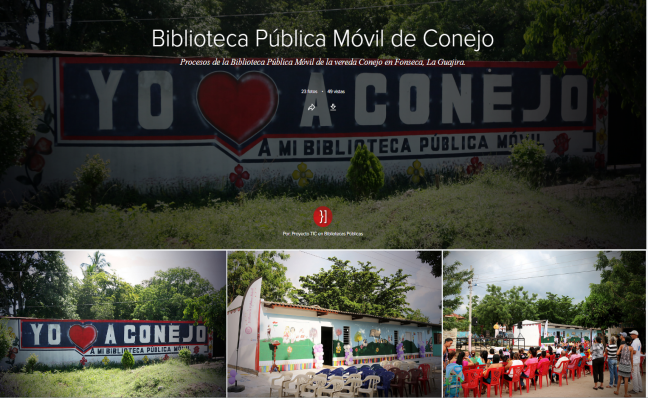 Biblioteca Pública Móvil de Conejo
Procesos de la Biblioteca Pública Móvil de la vereda Conejo en Fonseca, La Guajira.
YO A CONEJO
Á MI BIBLIOTECA PÚBLICA MÓVIL
Por: Proyecto TIC en Bibliotecas Públicas
YO A CONEJO
Á MI BIBLIOTECA PÚBLICA MÓVIL